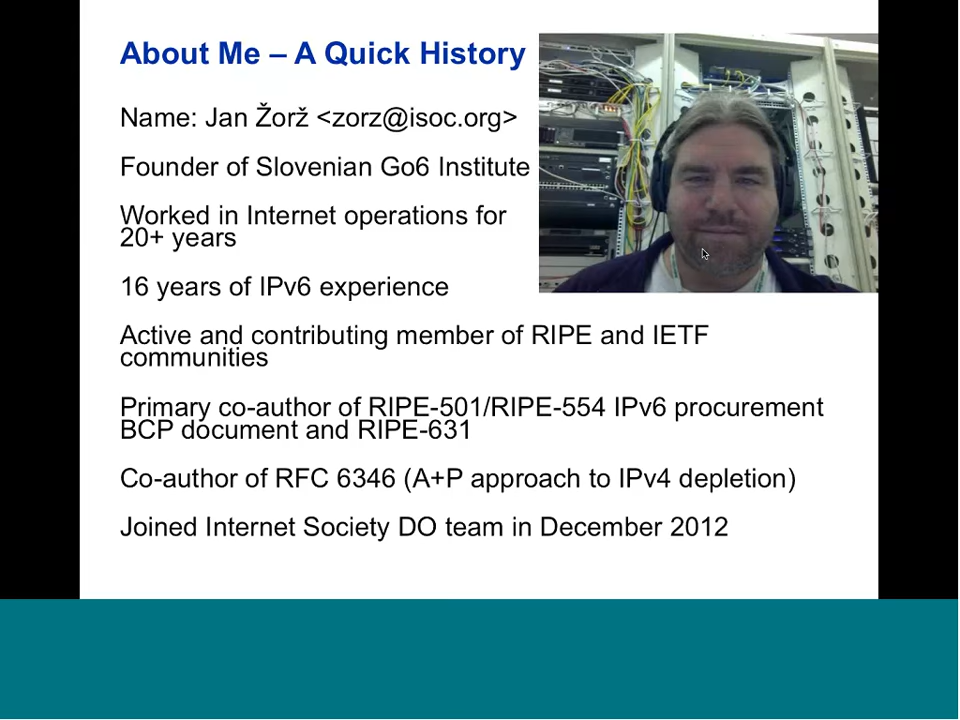 About Me – A Quick History
Name: Jan Žorž <zorz@isoc.org>
Founder of Slovenian Go6 Institute
Worked in Internet operations for
20+ years
16 years of IPv6 experience
Active and contributing member of RIPE and IETF
communities
Primary co-author of RIPE-501/RIPE-554 IPv6 procurement
BCP document and RIPE-631
Co-author of RFC 6346 (A+P approach to IPv4 depletion)
Joined Internet Society DO team in December 2012